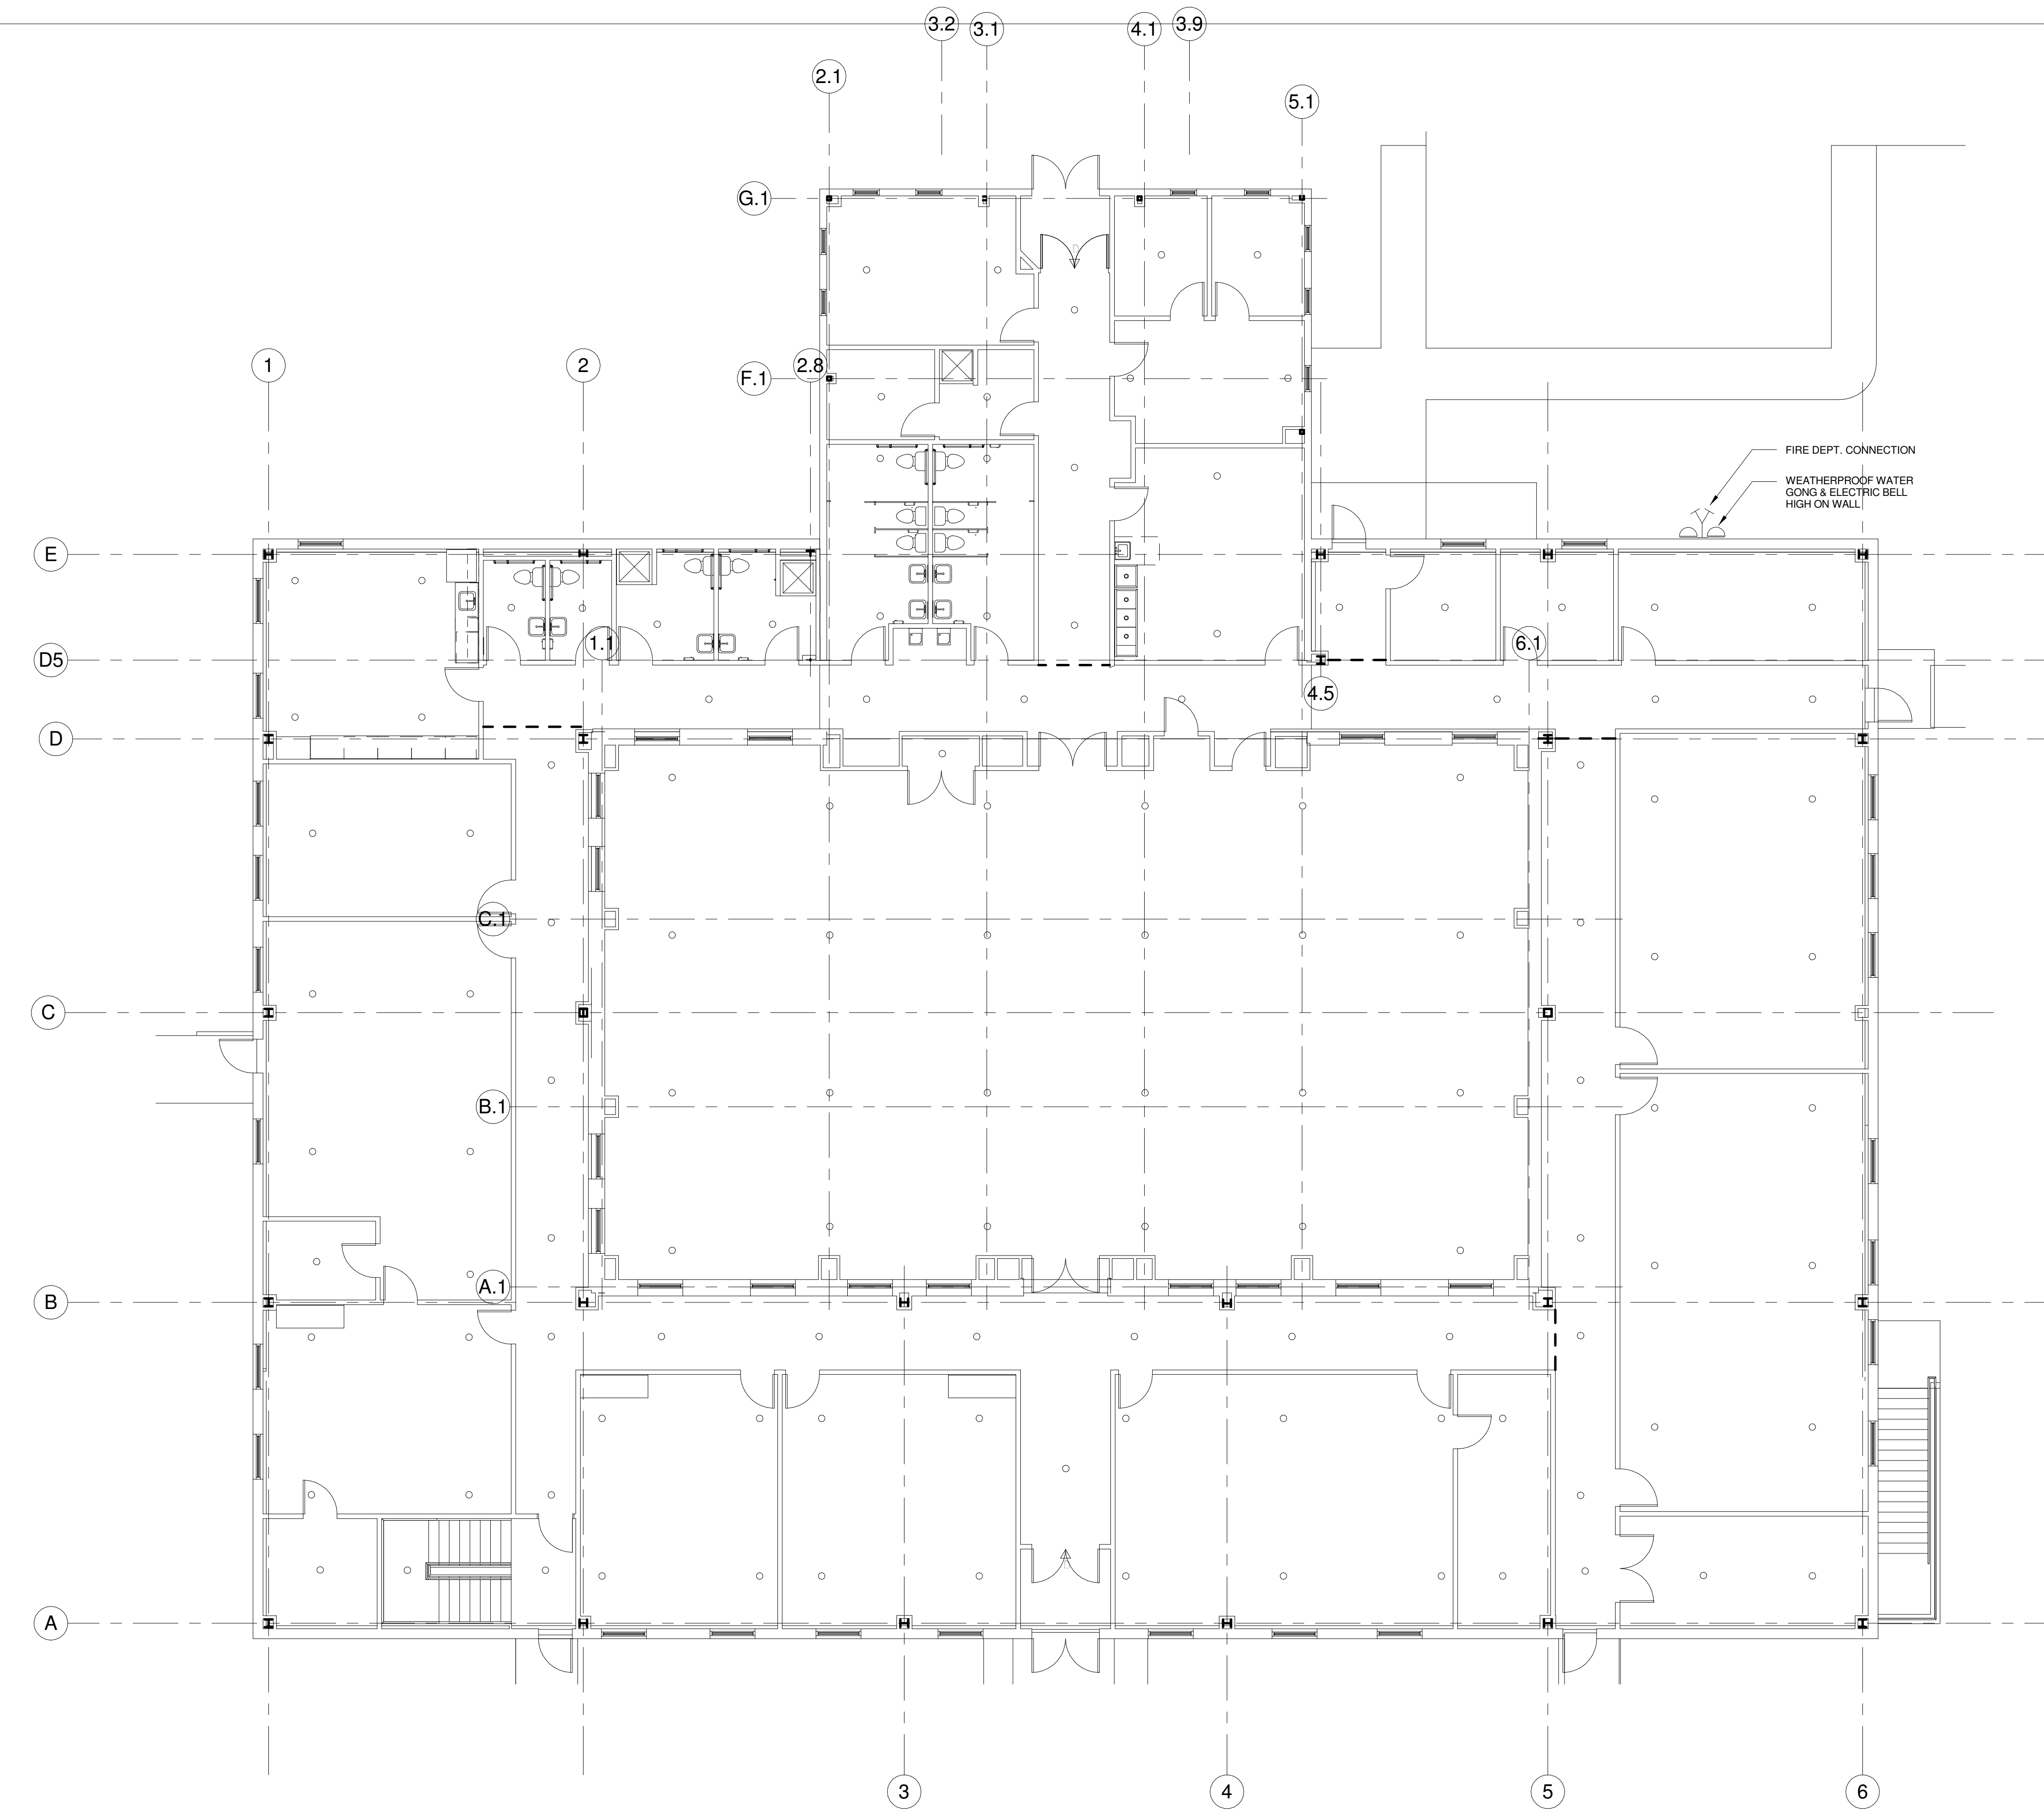 3.2
3.1
4.1
3.9
2.1
5.1
G.1
1
2
2.8
F.1
FIRE DEPT. CONNECTION
WEATHERPROOF WATER
GONG & ELECTRIC BELL
HIGH ON WALL
E
1.1
6.1
D5
4.5
D
C.1
C
B.1
A.1
B
A
3
4
5
6